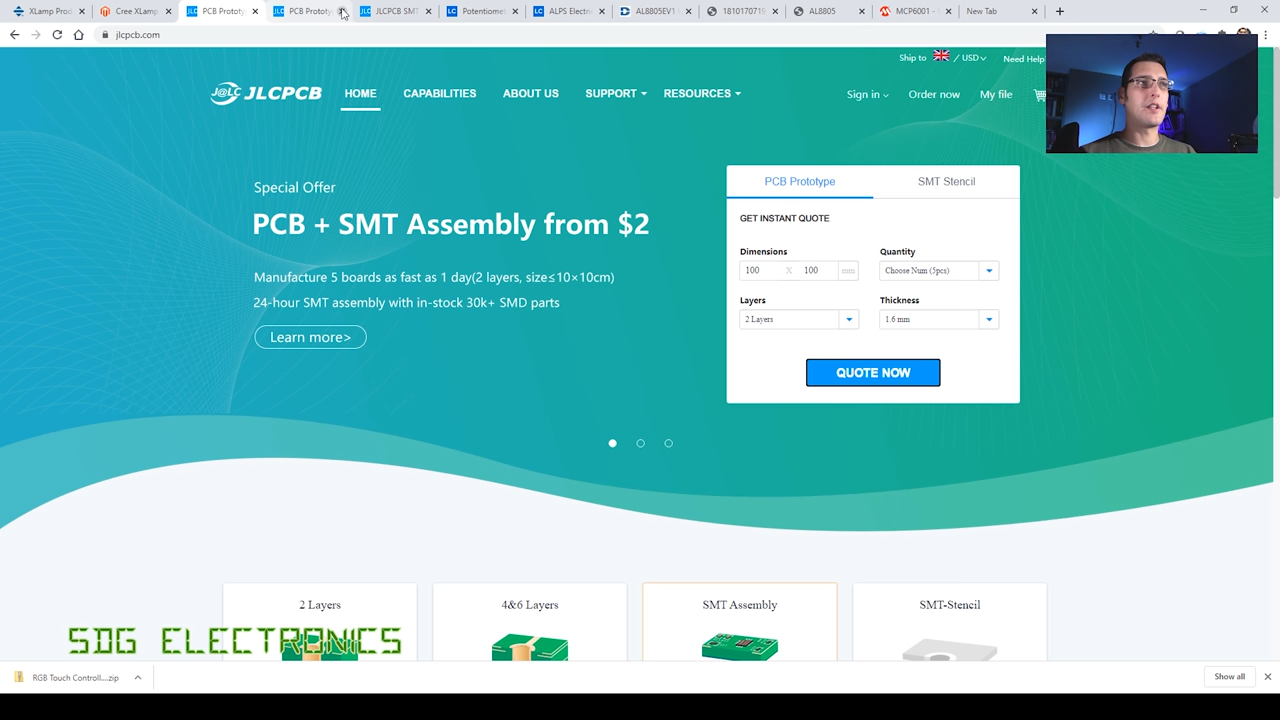 XLamp Prod
Cree XLamp
PCB Prototy
PCB Prototy
JLCPCB SMT
Potentiomet
ALPS Electri
AL8805EV1
1810170719
AL8805
MCP6001 -
New Tab
jlcpcb.com
Ship to / USD
Need Help
J@LC JLCPCB
HOME
CAPABILITIES
ABOUT US
SUPPORT
RESOURCES
Sign in
Order now
My file
Special Offer
PCB + SMT Assembly from $2
Manufacture 5 boards as fast as 1 day(2 layers, size≤10×10cm)
24-hour SMT assembly with in-stock 30k+ SMD parts
Learn more>
PCB Prototype
SMT Stencil
GET INSTANT QUOTE
Dimensions
Quantity
100 X 100 mm
Choose Num (5pcs)
Layers
Thickness
2 Layers
1.6 mm
QUOTE NOW
2 Layers
4&6 Layers
SMT Assembly
SMT-Stencil
SDG ELECTRONICS
RGB Touch Controll....zip
Show all